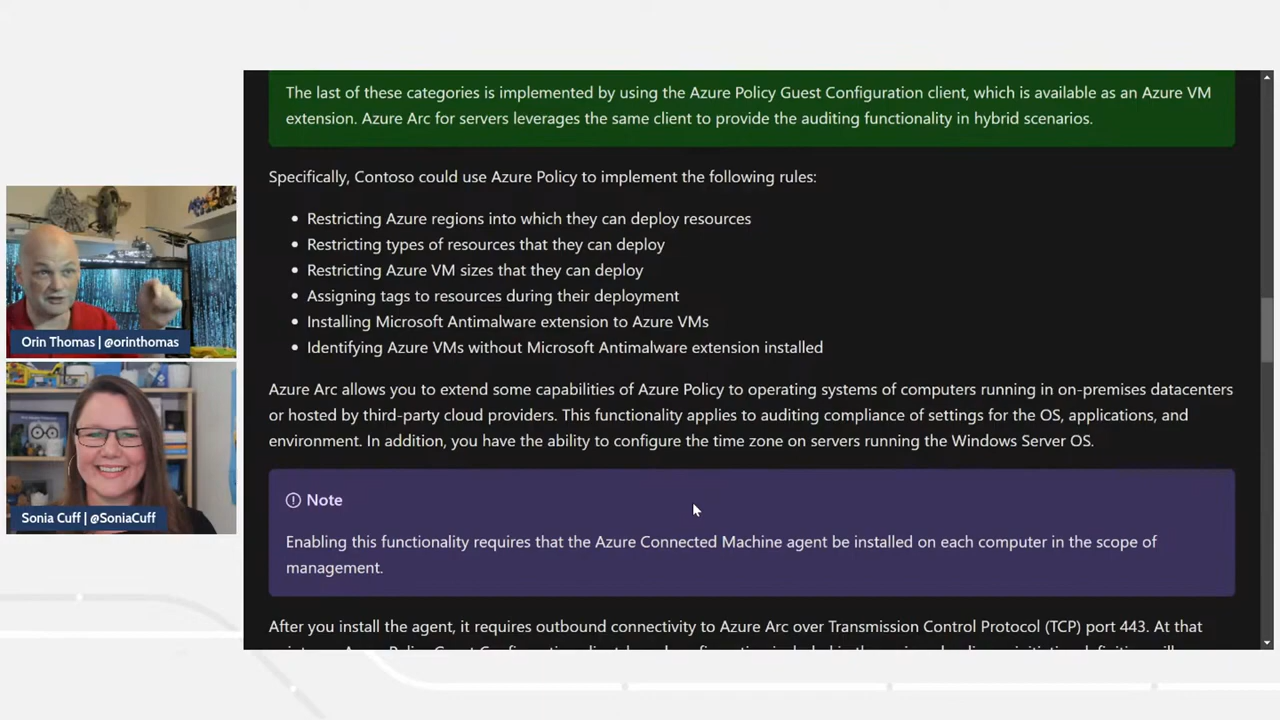 The last of these categories is implemented by using the Azure Policy Guest Configuration client, which is available as an Azure VM
extension. Azure Arc for servers leverages the same client to provide the auditing functionality in hybrid scenarios.
Specifically, Contoso could use Azure Policy to implement the following rules:
• Restricting Azure regions into which they can deploy resources
• Restricting types of resources that they can deploy
• Restricting Azure VM sizes that they can deploy
• Assigning tags to resources during their deployment
• Installing Microsoft Antimalware extension to Azure VMs
• Identifying Azure VMs without Microsoft Antimalware extension installed
Azure Arc allows you to extend some capabilities of Azure Policy to operating systems of computers running in on-premises datacenters
or hosted by third-party cloud providers. This functionality applies to auditing compliance of settings for the OS, applications, and
environment. In addition, you have the ability to configure the time zone on servers running the Windows Server OS.
Note
Enabling this functionality requires that the Azure Connected Machine agent be installed on each computer in the scope of
management.
After you install the agent, it requires outbound connectivity to Azure Arc over Transmission Control Protocol (TCP) port 443. At that
Orin Thomas | @orinthomas
Sonia Cuff | @SoniaCuff